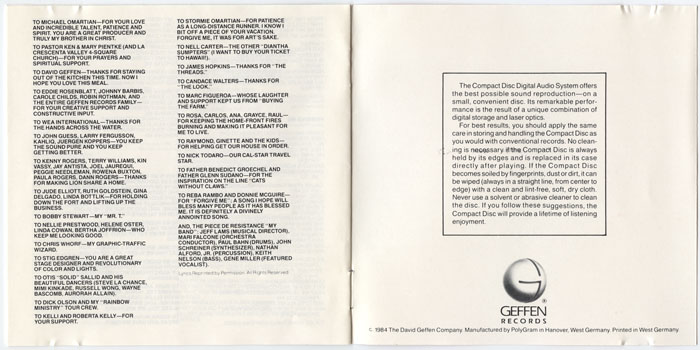 TO MICHAEL OMARTIAN—FOR YOUR LOVE
AND INCREDIBLE TALENT, PATIENCE AND
SPIRIT. YOU ARE A GREAT PRODUCER AND
TRULY MY BROTHER IN CHRIST.
TO PASTOR KEN & MARY PIENTKE (AND LA
CRESCENTA VALLEY 4-SQUARE
CHURCH)—FOR YOUR PRAYERS AND
SPIRITUAL SUPPORT.
TO DAVID GEFFEN—THANKS FOR STAYING
OUT OF THE KITCHEN THIS TIME. NOW I
HOPE YOU LOVE THIS MEAL.
TO EDDIE ROSENBLATT, JOHNNY BARBIS,
CAROLE CHILDS, ROBIN ROTHMAN, AND
THE ENTIRE GEFFEN RECORDS FAMILY—
FOR YOUR CREATIVE SUPPORT AND
CONSTRUCTIVE INPUT.
TO WEA INTERNATIONAL—THANKS FOR
THE HANDS ACROSS THE WATER.
TO JOHN GUESS, LARRY FERGUSSON,
KAHLIQ, JUERGEN KOPPERS—YOU KEEP
THE SOUND PURE AND YOU KEEP
GETTING BETTER.
TO KENNY ROGERS, TERRY WILLIAMS, KIN
VASSY, JAY ANTISTA, JOEL JAUREGUI,
PEGGIE NEEDLEMAN, ROWENA BUXTON,
PAULA ROGERS, DANN ROGERS—THANKS
FOR MAKING LION SHARE A HOME.
TO JUDE ELLIOTT, RUTH GOLDSTEIN, GINA
DELGADO, LINDA BOTTLIK—FOR HOLDING
DOWN THE FORT AND LIFTING UP THE
BUSINESS.
TO BOBBY STEWART—MY "MR. T."
TO NELLIE PRESTWOOD, HELENE OSTER,
LINDA COWAN, BERTHA JOFFRION—WHO
KEEP ME LOOKING GOOD.
TO CHRIS WHORF—MY GRAPHIC-TRAFFIC
WIZARD.
TO STIG EDGREN—YOU ARE A GREAT
STAGE DESIGNER AND REVOLUTIONARY
OF COLOR AND LIGHTS.
TO OTIS "SOLID" SALLID AND HIS
BEAUTIFUL DANCERS (STEVE LA CHANCE,
MIMI KINKADE, RUSSELL WONG, WAYNE
BASCOMB, AURORAH ALLAIN).
TO DICK OLSON AND MY "RAINBOW
MINISTRY" TOUR CREW.
TO KELLI AND ROBERTA KELLY—FOR
YOUR SUPPORT.
TO STORMIE OMARTIAN—FOR PATIENCE
AS A LONG-DISTANCE RUNNER. I KNOW I
BIT OFF A PIECE OF YOUR VACATION.
FORGIVE ME, IT WAS FOR ART'S SAKE.
TO NELL CARTER—THE OTHER "DIANTHA
SUMPTERS" (I WANT TO BUY YOUR TICKET
TO HAWAII!).
TO JAMES HOPKINS—THANKS FOR "THE
THREADS."
TO CANDACE WALTERS—THANKS FOR
"THE LOOK."
TO MARC FIGUEROA—WHOSE LAUGHTER
AND SUPPORT KEPT US FROM "BUYING
THE FARM."
TO ROSA, CARLOS, ANA, GRAYCE, RAUL—
FOR KEEPING THE HOME-FRONT FIRES
BURNING AND MAKING IT PLEASANT FOR
ME TO LIVE.
TO RAYMOND, GINETTE AND THE KIDS—
FOR HELPING GET OUR HOUSE IN ORDER.
TO NICK TODARO—OUR CAL-STAR TRAVEL
STAR.
TO FATHER BENEDICT GROECHEL AND
FATHER GLENN SUDANO—FOR THE
INSPIRATION ON THE LINE "CATS
WITHOUT CLAWS."
TO REBA RAMBO AND DONNIE MCGUIRE—
FOR "FORGIVE ME": A SONG I HOPE WILL
BLESS MANY PEOPLE AS IT HAS BLESSED
ME. IT IS DEFINITELY A DIVINELY
ANNOINTED SONG.
AND, THE PIECE DE RESISTANCE "MY
BAND" JEFF LAMS (MUSICAL DIRECTOR),
MARI FALCONE (ORCHESTRA
CONDUCTOR), PAUL BAHN (DRUMS), JOHN
SCHREINER (SYNTHESIZER), NATHAN
ALFORD, JR. (PERCUSSION), KEITH
NELSON (BASS), GENE MILLER (FEATURED
VOCALIST).
Lyrics Reprinted by Permission. All Rights Reserved.
The Compact Disc Digital Audio System offers
the best possible sound reproduction—on a
small, convenient disc. Its remarkable perfor-
mance is the result of a unique combination of
digital storage and laser optics.
For best results, you should apply the same
care in storing and handling the Compact Disc as
you would with conventional records. No clean-
ing is necessary if the Compact Disc is always
held by its edges and is replaced in its case
directly after playing. If the Compact Disc
becomes soiled by fingerprints, dust or dirt, it can
be wiped (always in a straight line, from center to
edge) with a clean and lint-free, soft, dry cloth.
Never use a solvent or abrasive cleaner to clean
the disc. If you follow these suggestions, the
Compact Disc will provide a lifetime of listening
enjoyment.
GEFFEN
RECORDS
© 1984 The David Geffen Company. Manufactured by PolyGram in Hanover, West Germany. Printed in West Germany.